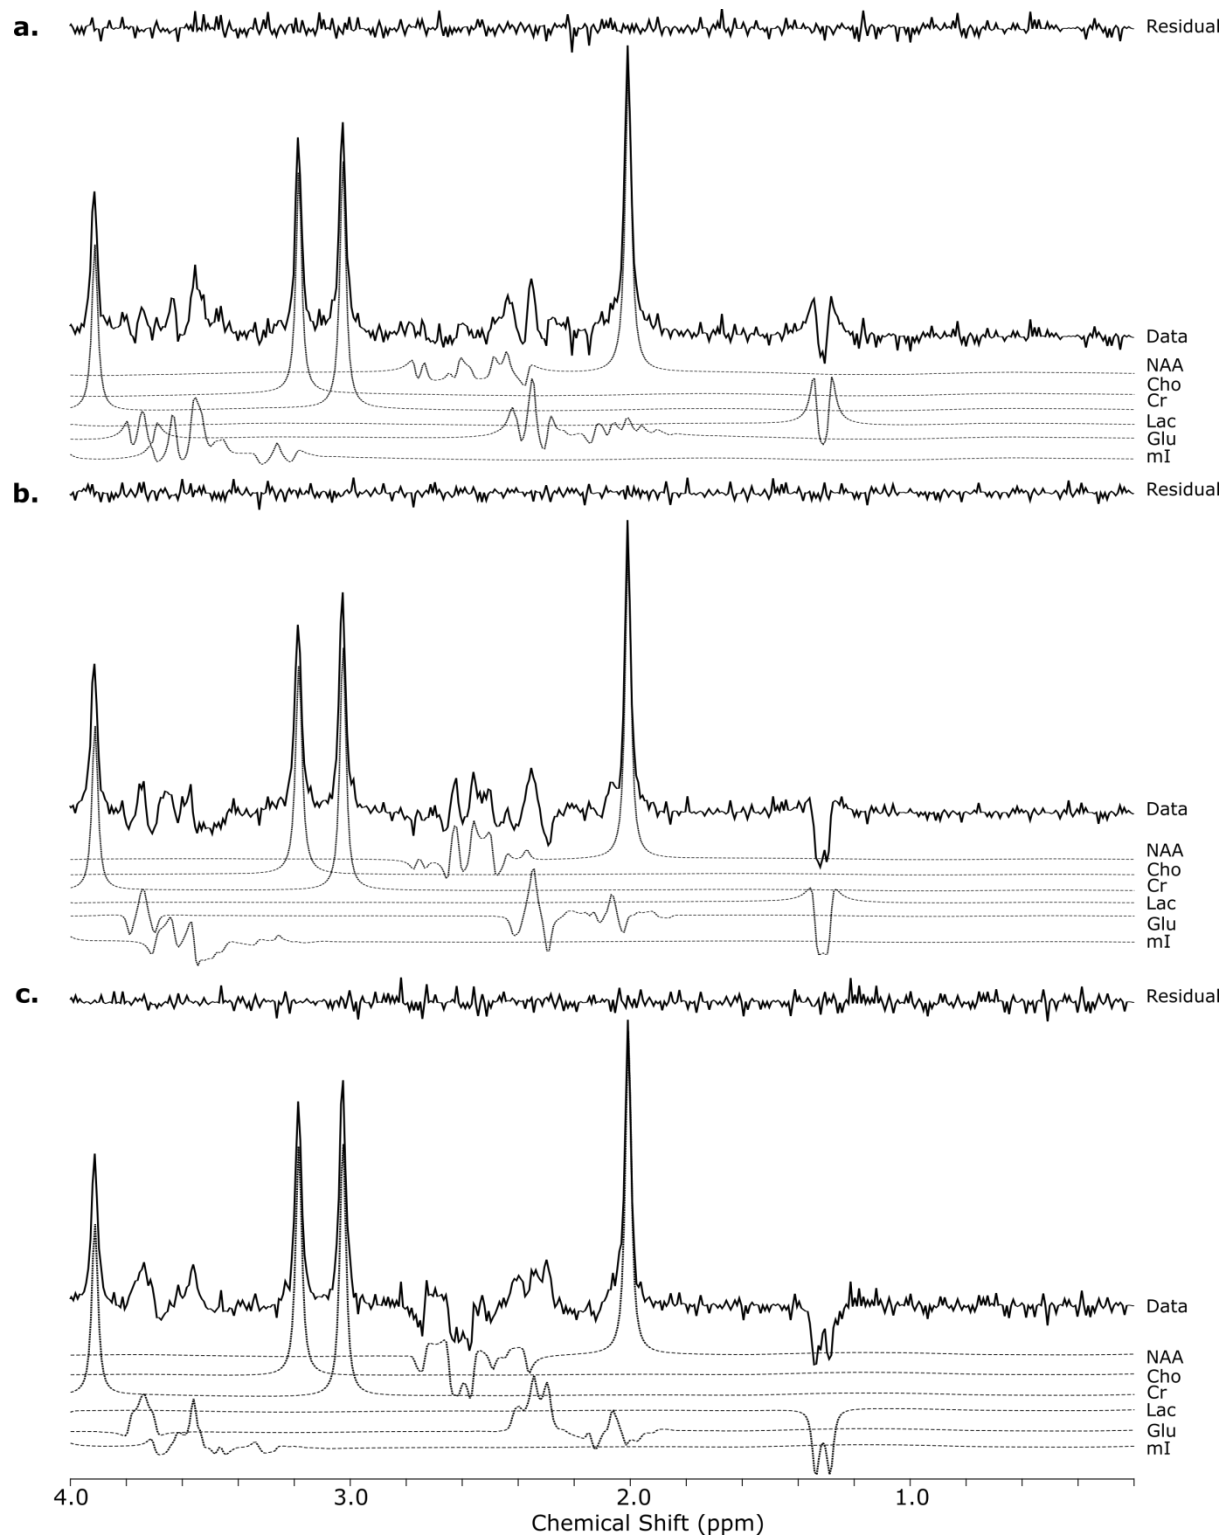 a.
Residual
Data
NAA
Cho
Cr
Lac
Glu
mI
b.
Residual
Data
NAA
Cho
Cr
Lac
Glu
mI
c.
Residual
Data
NAA
Cho
Cr
Lac
Glu
mI
4.0 3.0 2.0 1.0
Chemical Shift (ppm)